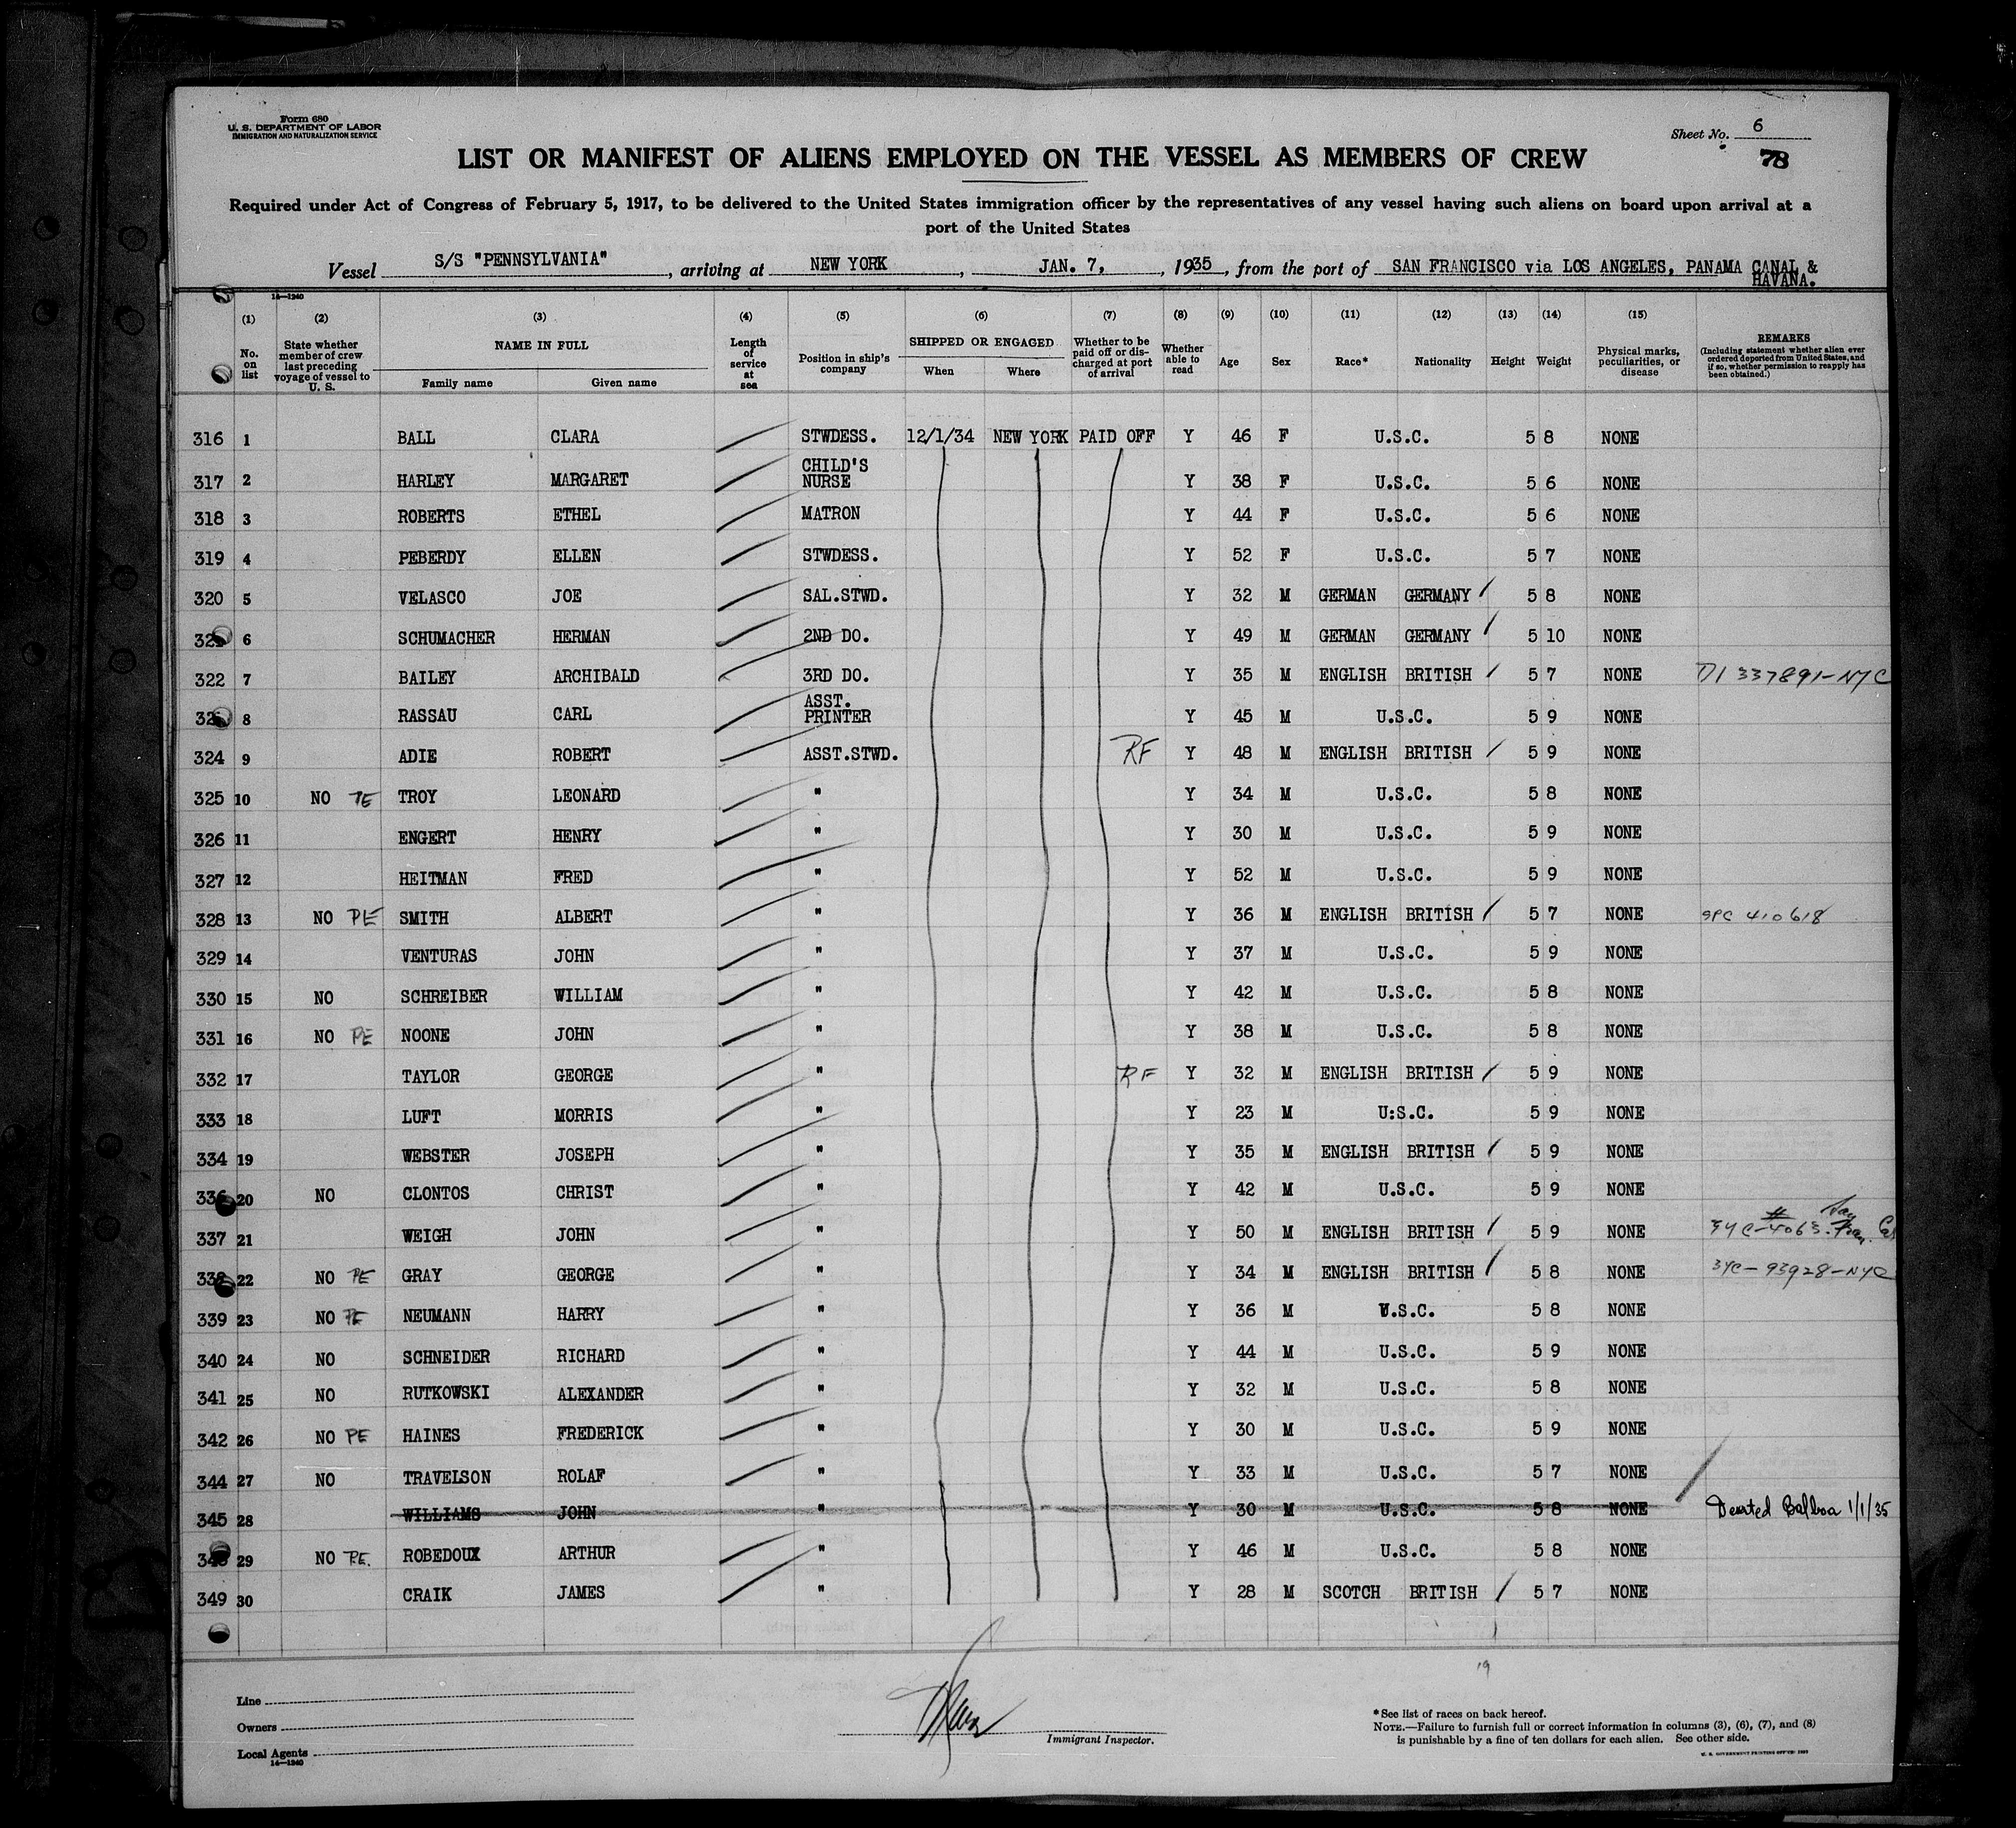 Form 680
U. S. DEPARTMENT OF LABOR
IMMIGRATION AND NATURALIZATION SERVICE
Sheet No. 6
78
LIST OR MANIFEST OF ALIENS EMPLOYED ON THE VESSEL AS MEMBERS OF CREW
Required under Act of Congress of February 5, 1917, to be delivered to the United States immigration officer by the representatives of any vessel having such aliens on board upon arrival at a
port of the United States
Vessel S/S "PENNSYLVANIA", arriving at NEW YORK, JAN. 7, 1935, from the port of SAN FRANCISCO via LOS ANGELES, PANAMA CANAL &
HAVANA.
14—1240
(1) (2) (3) (4) (5) (6) (7) (8) (9) (10) (11) (12) (13) (14) (15)
No. on list State whether member of crew last preceding voyage of vessel to U. S. NAME IN FULL Family name Given name Length of service at sea Position in ship's company SHIPPED OR ENGAGED When Where Whether to be paid off or discharged at port of arrival Whether able to read Age Sex Race* Nationality Height Weight Physical marks, peculiarities, or disease REMARKS (Including statement whether alien ever ordered deported from United States, and if so, whether permission to reapply has been obtained.)
316 1 BALL CLARA STWDESS. 12/1/34 NEW YORK PAID OFF Y 46 F U.S.C. 5 8 NONE
317 2 HARLEY MARGARET CHILD'S NURSE Y 38 F U.S.C. 5 6 NONE
318 3 ROBERTS ETHEL MATRON Y 44 F U.S.C. 5 6 NONE
319 4 PEBERDY ELLEN STWDESS. Y 52 F U.S.C. 5 7 NONE
320 5 VELASCO JOE SAL.STWD. Y 32 M GERMAN GERMANY 5 8 NONE
6 SCHUMACHER HERMAN 2ND DO. Y 49 M GERMAN GERMANY 5 10 NONE
322 7 BAILEY ARCHIBALD 3RD DO. Y 35 M ENGLISH BRITISH 5 7 NONE 337891-NYC
8 RASSAU CARL ASST. PRINTER Y 45 M U.S.C. 5 9 NONE
324 9 ADIE ROBERT ASST.STWD. RF Y 48 M ENGLISH BRITISH 5 9 NONE
325 10 NO PE TROY LEONARD " Y 34 M U.S.C. 5 8 NONE
326 11 ENGERT HENRY " Y 30 M U.S.C. 5 9 NONE
327 12 HEITMAN FRED " Y 52 M U.S.C. 5 9 NONE
328 13 NO PE SMITH ALBERT " Y 36 M ENGLISH BRITISH 5 7 NONE 410618
329 14 VENTURAS JOHN " Y 37 M U.S.C. 5 9 NONE
330 15 NO SCHREIBER WILLIAM " Y 42 M U.S.C. 5 8 NONE
331 16 NO PE NOONE JOHN " Y 38 M U.S.C. 5 8 NONE
332 17 TAYLOR GEORGE " RF Y 32 M ENGLISH BRITISH 5 9 NONE
333 18 LUFT MORRIS " Y 23 M U:S.C. 5 9 NONE
334 19 WEBSTER JOSEPH " Y 35 M ENGLISH BRITISH 5 9 NONE
336 20 NO CLONTOS CHRIST " Y 42 M U.S.C. 5 9 NONE
337 21 WEIGH JOHN " Y 50 M ENGLISH BRITISH 5 9 NONE
338 22 NO PE GRAY GEORGE " Y 34 M ENGLISH BRITISH 5 8 NONE 3YC-93928-NYC
339 23 NO PE NEUMANN HARRY " Y 36 M U.S.C. 5 8 NONE
340 24 NO SCHNEIDER RICHARD " Y 44 M U.S.C. 5 9 NONE
341 25 NO RUTKOWSKI ALEXANDER " Y 32 M U.S.C. 5 8 NONE
342 26 NO PE HAINES FREDERICK " Y 30 M U.S.C. 5 9 NONE
344 27 NO TRAVELSON ROLAF " Y 33 M U.S.C. 5 7 NONE
345 28 WILLIAMS JOHN " Y 30 M U.S.C. 5 8 NONE Deserted Balboa 1/1/35
29 NO PE. ROBEDOUX ARTHUR " Y 46 M U.S.C. 5 8 NONE
349 30 CRAIK JAMES " Y 28 M SCOTCH BRITISH 5 7 NONE
19
Line
Owners
Local Agents
14—1240
Immigrant Inspector.
*See list of races on back hereof.
NOTE.—Failure to furnish full or correct information in columns (3), (6), (7), and (8)
is punishable by a fine of ten dollars for each alien. See other side.